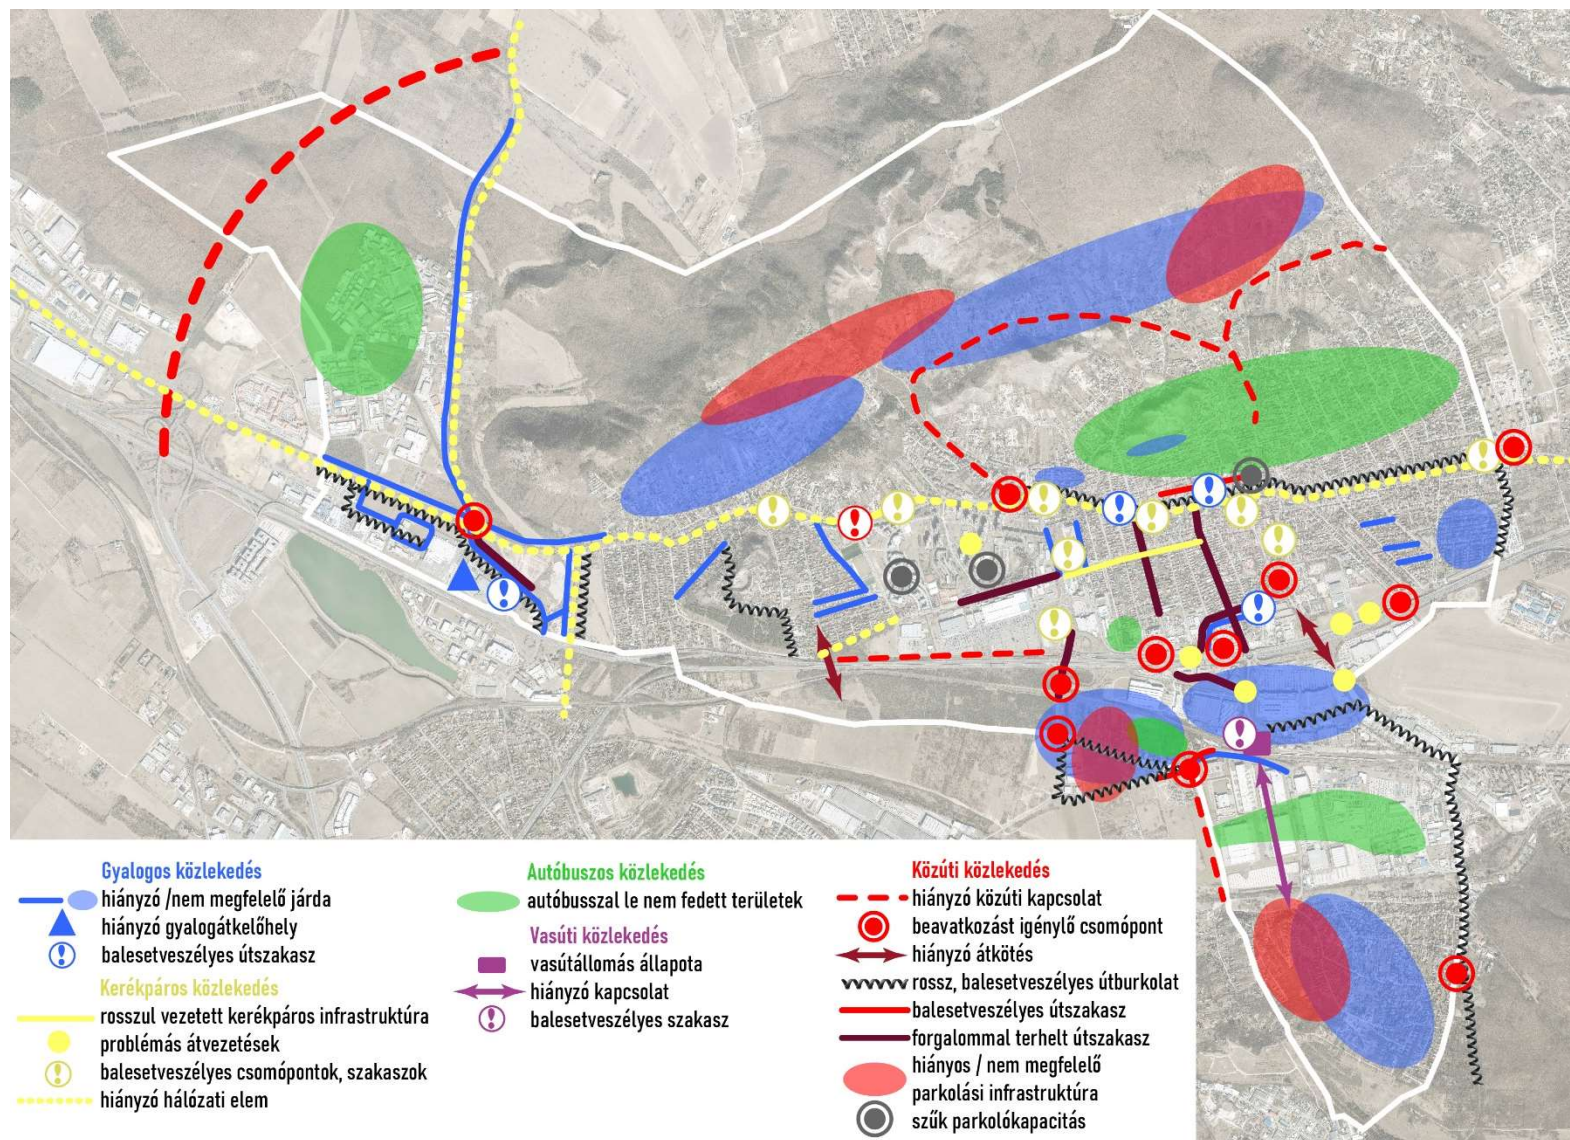 Gyalogos közlekedés
hiányzó /nem megfelelő járda
hiányzó gyalogátkelőhely
balesetveszélyes útszakasz
Kerékpáros közlekedés
rosszul vezetett kerékpáros infrastruktúra
problémás átvezetések
balesetveszélyes csomópontok, szakaszok
hiányzó hálózati elem
Autóbuszos közlekedés
autóbusszal le nem fedett területek
Vasúti közlekedés
vasútállomás állapota
hiányzó kapcsolat
balesetveszélyes szakasz
Közúti közlekedés
hiányzó közúti kapcsolat
beavatkozást igénylő csomópont
hiányzó átkötés
rossz, balesetveszélyes útburkolat
balesetveszélyes útszakasz
forgalommal terhelt útszakasz
hiányos / nem megfelelő
parkolási infrastruktúra
szűk parkolókapacitás